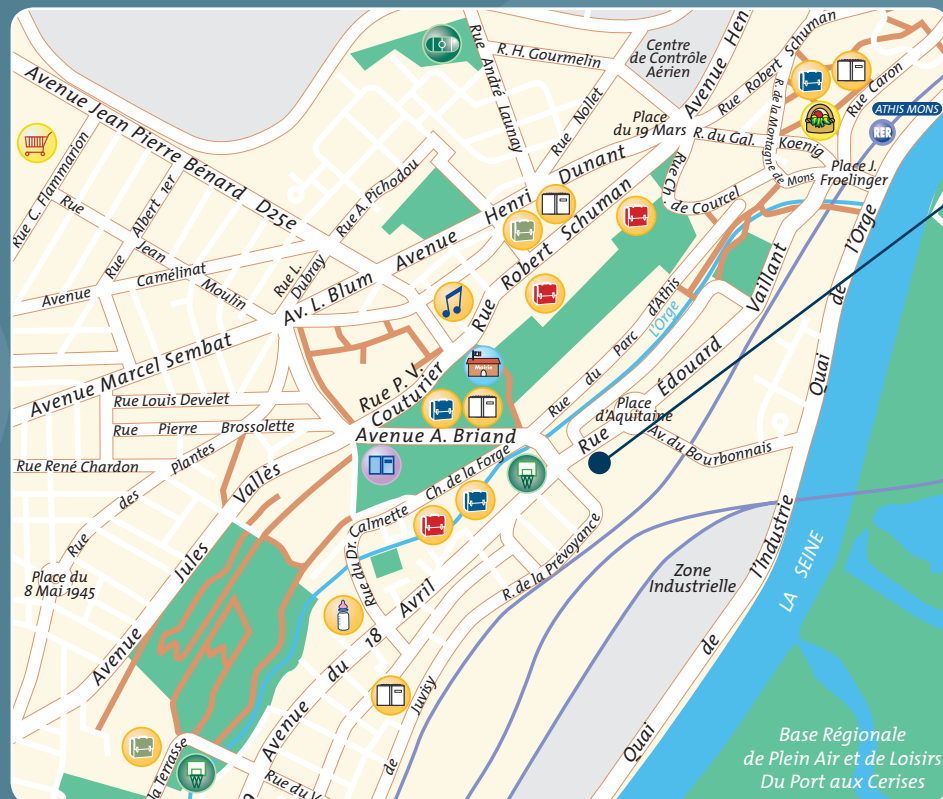 Avenue Jean Pierre Bénard D25e
Rue André Launay
R. H. Gourmelin
Rue Nollet
Centre
de Contrôle
Aérien
Avenue Hen
Rue Robert Schuman
R. de la Montagne de Mons
Rue Caron
ATHIS MONS
RER
Place
du 19 Mars
R. du Gal. Koenig
Place J.
Froelinger
Rue Ch. de Courcel
Rue C. Flammarion
Rue Albert 1er
Rue Jean Moulin
Rue A. Pichodou
Avenue Henri Dunant
Rue Robert Schuman
Avenue Camélinat
Rue L. Dubray
Av. L. Blum
Avenue Marcel Sembat
Rue P. V. Couturier
Mairie
Rue du Parc d'Athis
L'Orge
Rue Édouard Vaillant
Quai de l'Orge
Rue Louis Develet
Rue Pierre Brossolette
Rue René Chardon
Rue des Plantes
Avenue A. Briand
Place
d'Aquitaine
Av. du Bourbonnais
Avenue Jules Vallès
Ch. de la Forge
Rue du Dr. Calmette
R. de la Prévoyance
Place du
8 Mai 1945
Avenue du 18 Avril
Zone
Industrielle
Quai de l'Industrie
LA SEINE
de Juvisy
la Terrasse
Rue du V
9
Base Régionale
de Plein Air et de Loisirs
Du Port aux Cerises